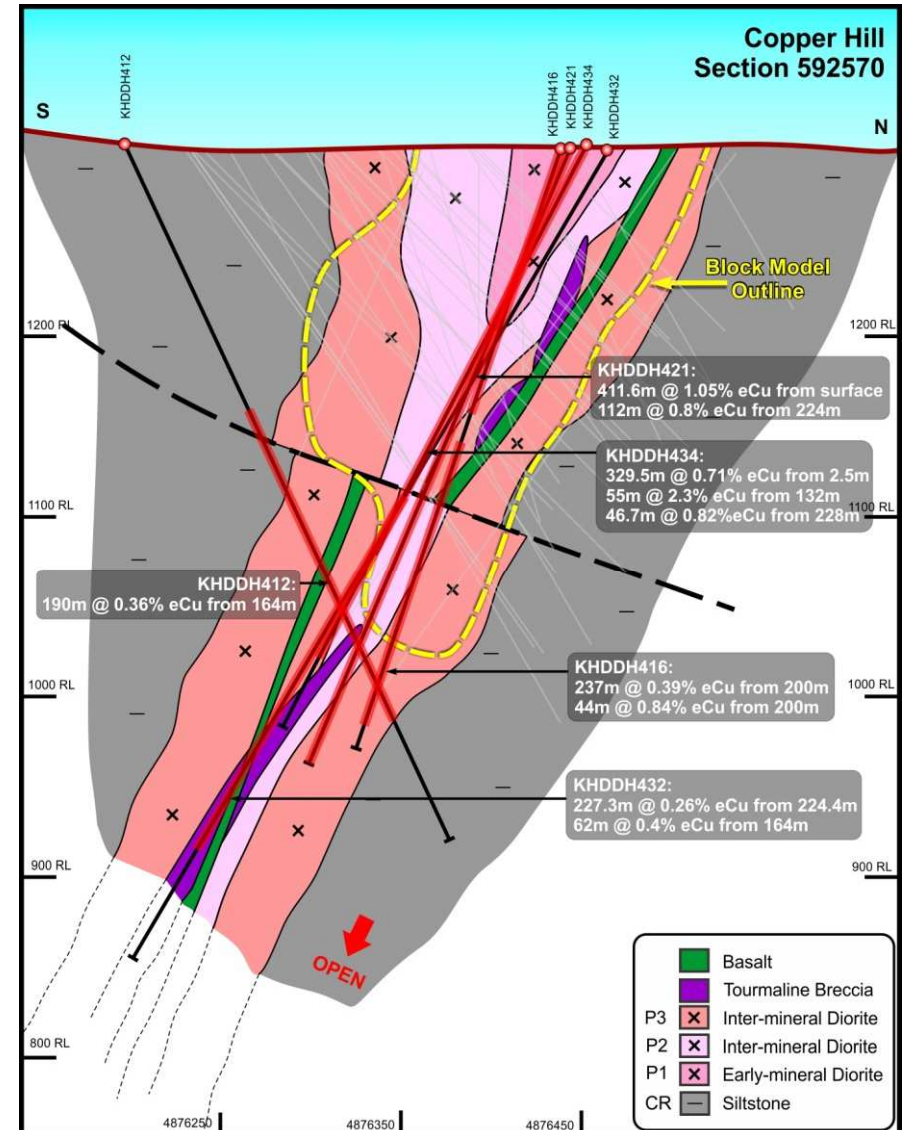 Copper Hill
Section 592570
S
N
KHDDH412
KHDDH416
KHDDH421
KHDDH434
KHDDH432
Block Model
Outline
1200 RL
1200 RL
KHDDH421:
411.6m @ 1.05% eCu from surface
112m @ 0.8% eCu from 224m
KHDDH434:
329.5m @ 0.71% eCu from 2.5m
55m @ 2.3% eCu from 132m
46.7m @ 0.82%eCu from 228m
1100 RL
1100 RL
KHDDH412:
190m @ 0.36% eCu from 164m
KHDDH416:
237m @ 0.39% eCu from 200m
44m @ 0.84% eCu from 200m
1000 RL
1000 RL
KHDDH432:
227.3m @ 0.26% eCu from 224.4m
62m @ 0.4% eCu from 164m
900 RL
900 RL
OPEN
Basalt
Tourmaline Breccia
P3 Inter-mineral Diorite
P2 Inter-mineral Diorite
P1 Early-mineral Diorite
CR Siltstone
800 RL
4876250
4876350
4876450